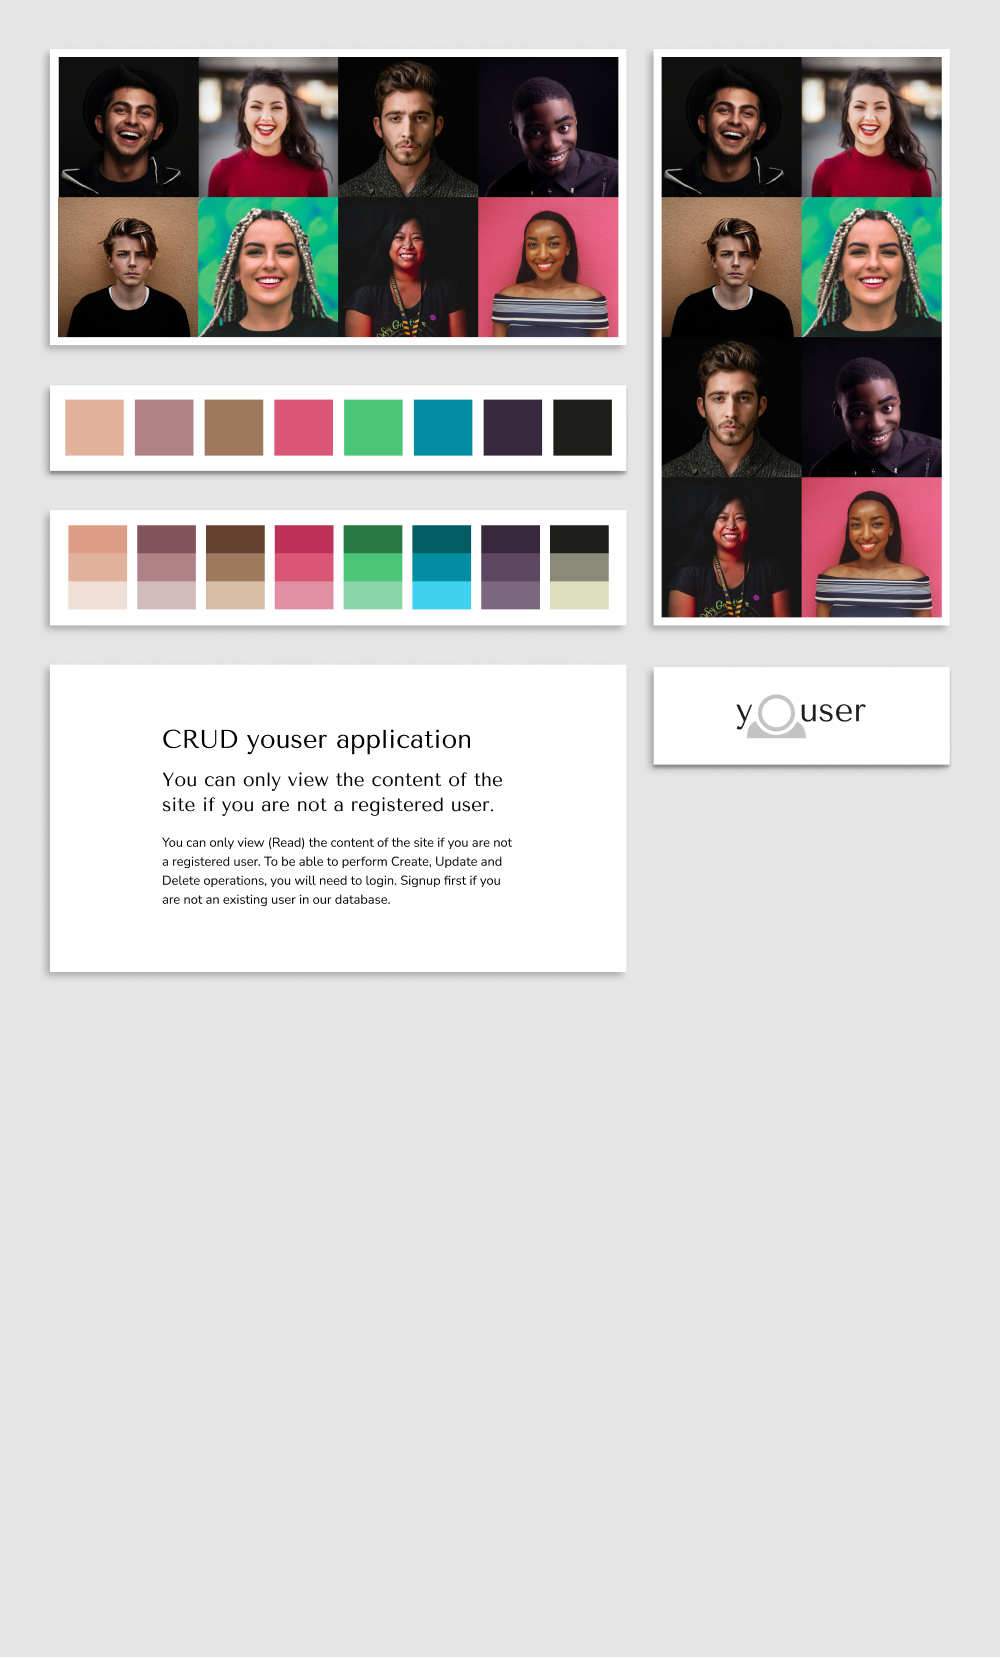 CRUD youser application
You can only view the content of the
site if you are not a registered user.
You can only view (Read) the content of the site if you are not
a registered user. To be able to perform Create, Update and
Delete operations, you will need to login. Signup first if you
are not an existing user in our database.
youser